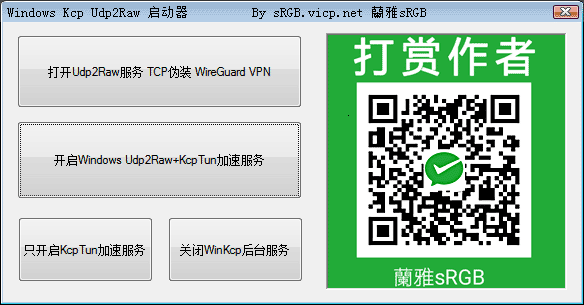 Windows Kcp Udp2Raw 启动器 By sRGB.vicp.net 蘭雅sRGB
打开Udp2Raw服务 TCP伪装 WireGuard VPN
开启Windows Udp2Raw+KcpTun加速服务
只开启KcpTun加速服务
关闭WinKcp后台服务
打赏作者
蘭雅sRGB